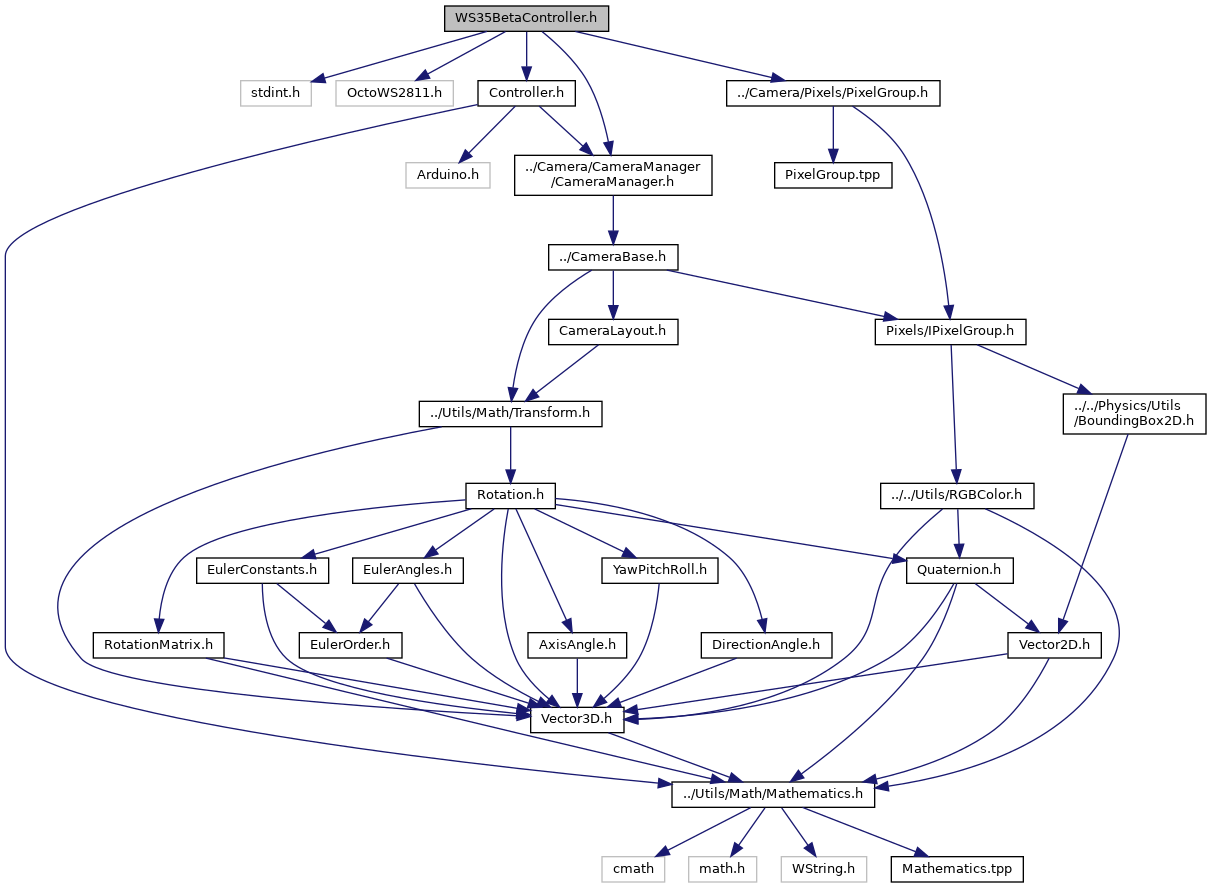 WS35BetaController.h
stdint.h
OctoWS2811.h
Controller.h
../Camera/Pixels/PixelGroup.h
Arduino.h
../Camera/CameraManager
/CameraManager.h
PixelGroup.tpp
../CameraBase.h
CameraLayout.h
Pixels/IPixelGroup.h
../Utils/Math/Transform.h
../../Physics/Utils
/BoundingBox2D.h
Rotation.h
../../Utils/RGBColor.h
EulerConstants.h
EulerAngles.h
YawPitchRoll.h
Quaternion.h
RotationMatrix.h
EulerOrder.h
AxisAngle.h
DirectionAngle.h
Vector2D.h
Vector3D.h
../Utils/Math/Mathematics.h
cmath
math.h
WString.h
Mathematics.tpp